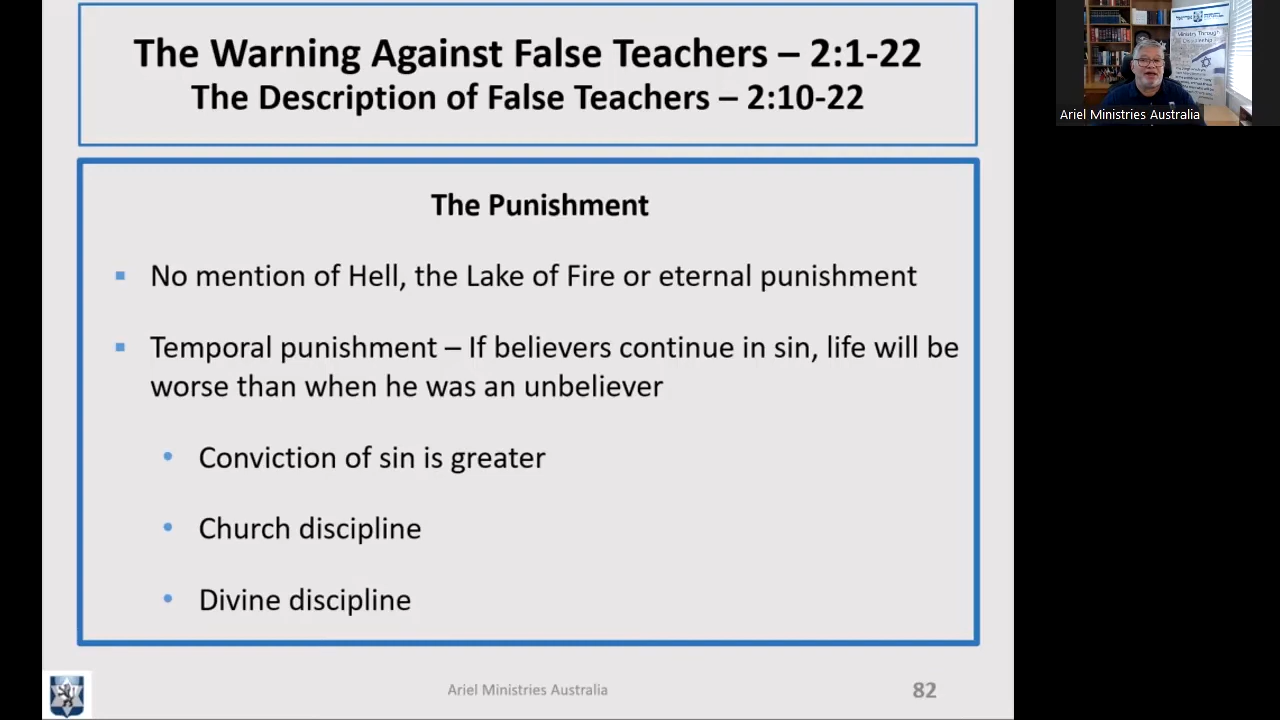 The Warning Against False Teachers – 2:1-22
The Description of False Teachers – 2:10-22
The Punishment
▪ No mention of Hell, the Lake of Fire or eternal punishment
▪ Temporal punishment – If believers continue in sin, life will be
worse than when he was an unbeliever
• Conviction of sin is greater
• Church discipline
• Divine discipline
Ariel Ministries Australia
82
Ministry Through
Discipleship
Ariel Ministries Australia